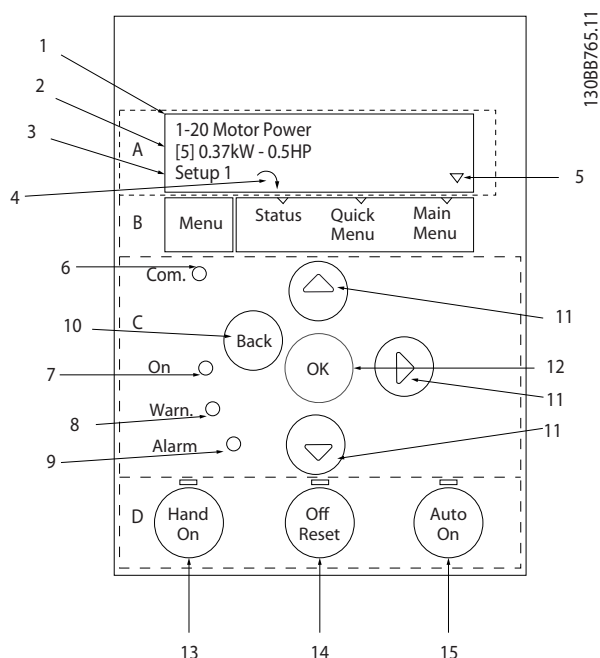 130BB765.11
1
2
3
4
5
A
1-20 Motor Power
[5] 0.37kW - 0.5HP
Setup 1
B
Menu
Status
Quick
Menu
Main
Menu
6
Com.
11
10
C
Back
OK
12
7
On
11
8
Warn.
11
9
Alarm
D
Hand
On
Off
Reset
Auto
On
13
14
15